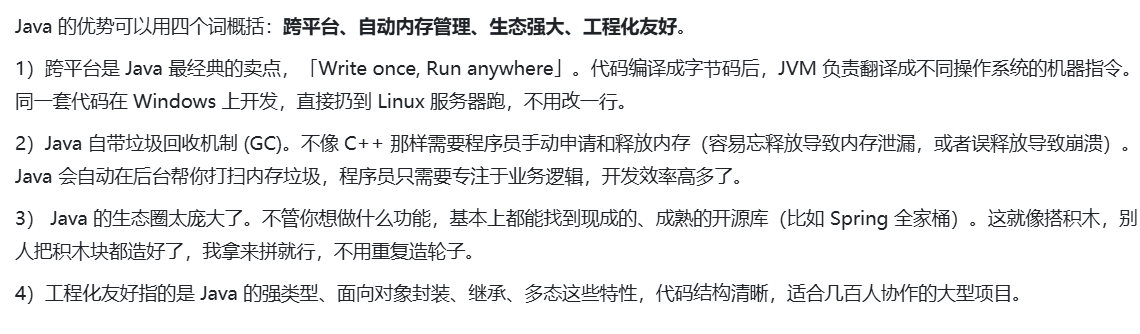 Java 的优势可以用四个词概括：跨平台、自动内存管理、生态强大、工程化友好。
1）跨平台是 Java 最经典的卖点，「Write once, Run anywhere」。代码编译成字节码后，JVM 负责翻译成不同操作系统的机器指令。
同一套代码在 Windows 上开发，直接扔到 Linux 服务器跑，不用改一行。
2）Java 自带垃圾回收机制 (GC)。不像 C++ 那样需要程序员手动申请和释放内存（容易忘释放导致内存泄漏，或者误释放导致崩溃）。
Java 会自动在后台帮你打扫内存垃圾，程序员只需要专注于业务逻辑，开发效率高多了。
3） Java 的生态圈太庞大了。不管你想做什么功能，基本上都能找到现成的、成熟的开源库（比如 Spring 全家桶）。这就像搭积木，别
人把积木块都造好了，我拿来拼就行，不用重复造轮子。
4）工程化友好指的是 Java 的强类型、面向对象封装、继承、多态这些特性，代码结构清晰，适合几百人协作的大型项目。